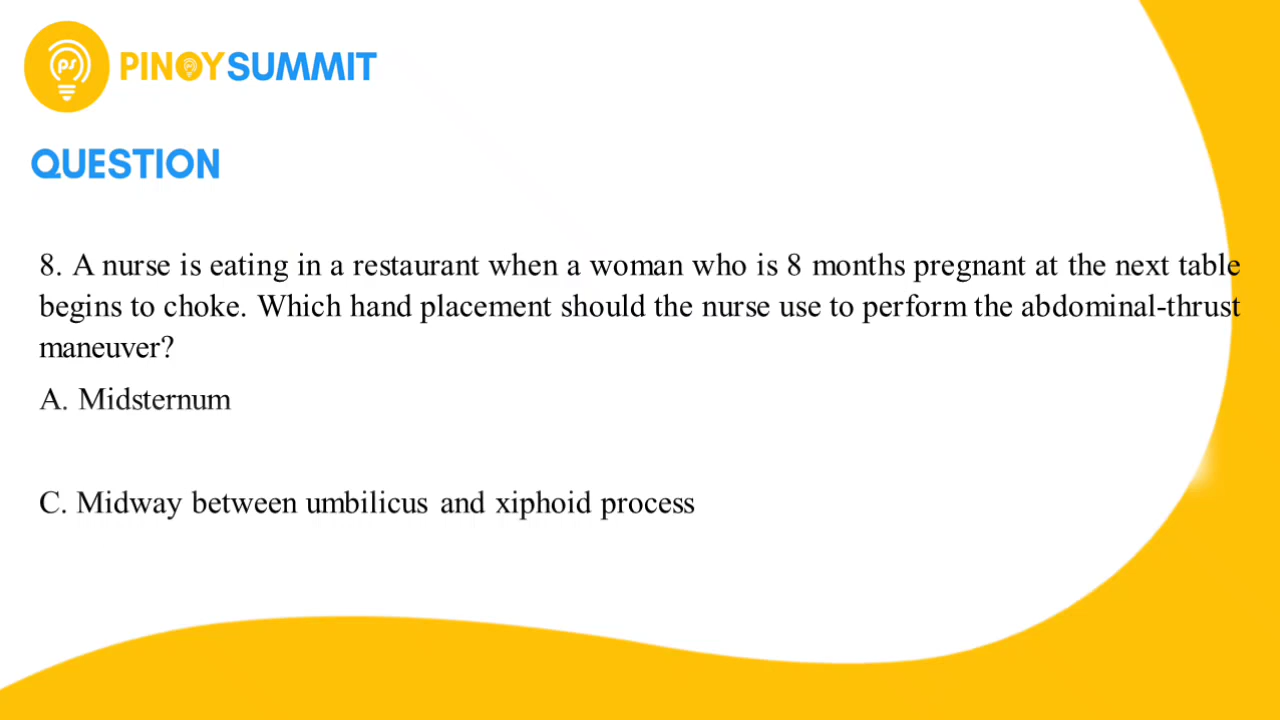 PINOYSUMMIT
QUESTION
8. A nurse is eating in a restaurant when a woman who is 8 months pregnant at the next table
begins to choke. Which hand placement should the nurse use to perform the abdominal-thrust
maneuver?
A. Midsternum
C. Midway between umbilicus and xiphoid process